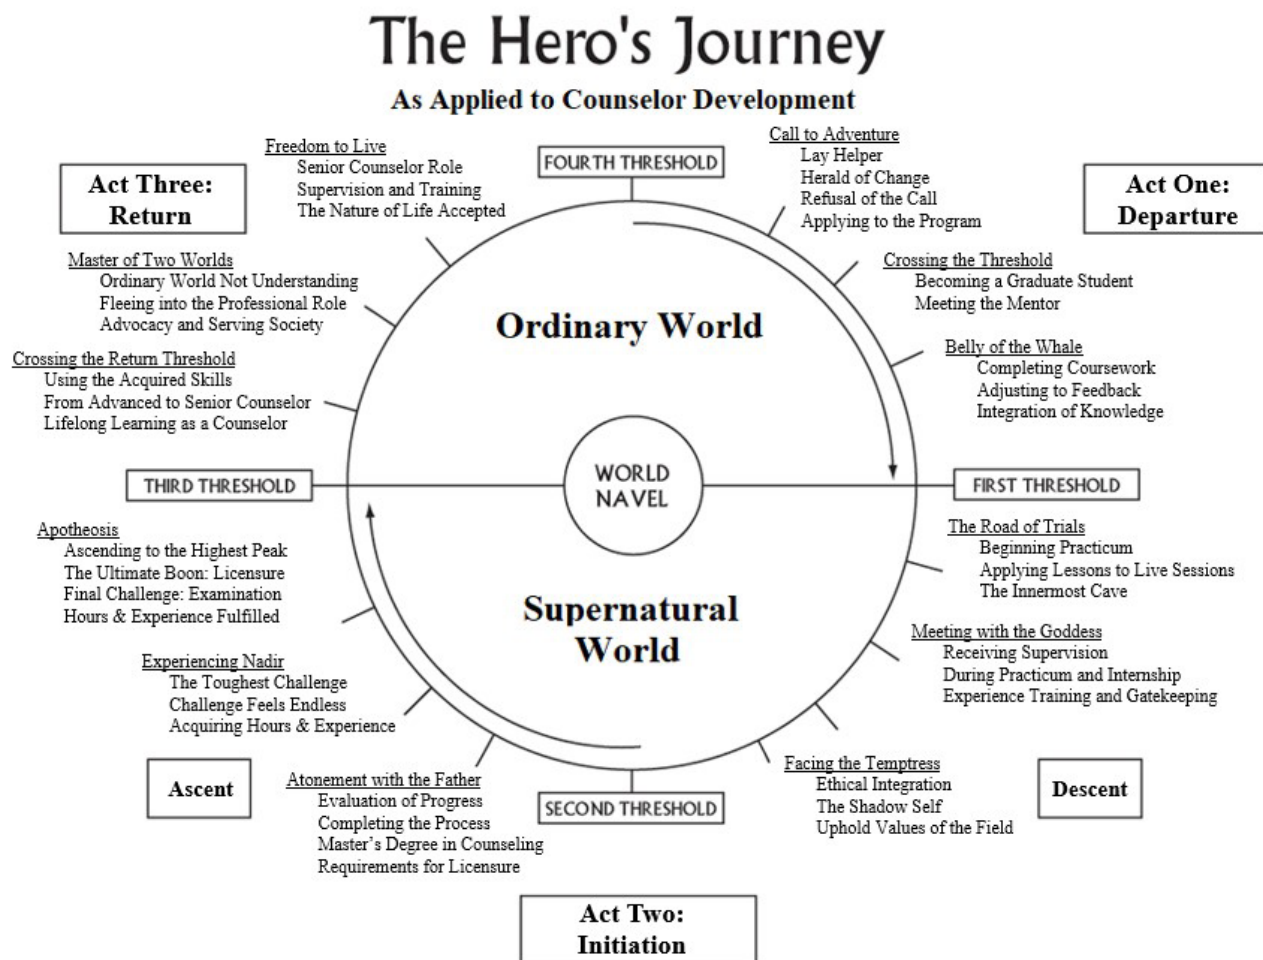 The Hero's Journey
As Applied to Counselor Development
FOURTH THRESHOLD
Act One:
Departure
Call to Adventure
Lay Helper
Herald of Change
Refusal of the Call
Applying to the Program
Crossing the Threshold
Becoming a Graduate Student
Meeting the Mentor
Belly of the Whale
Completing Coursework
Adjusting to Feedback
Integration of Knowledge
FIRST THRESHOLD
The Road of Trials
Beginning Practicum
Applying Lessons to Live Sessions
The Innermost Cave
Meeting with the Goddess
Receiving Supervision
During Practicum and Internship
Experience Training and Gatekeeping
Facing the Temptress
Ethical Integration
The Shadow Self
Uphold Values of the Field
Descent
SECOND THRESHOLD
Act Two:
Initiation
Atonement with the Father
Evaluation of Progress
Completing the Process
Master’s Degree in Counseling
Requirements for Licensure
Ascent
Experiencing Nadir
The Toughest Challenge
Challenge Feels Endless
Acquiring Hours & Experience
Apotheosis
Ascending to the Highest Peak
The Ultimate Boon: Licensure
Final Challenge: Examination
Hours & Experience Fulfilled
THIRD THRESHOLD
Crossing the Return Threshold
Using the Acquired Skills
From Advanced to Senior Counselor
Lifelong Learning as a Counselor
Master of Two Worlds
Ordinary World Not Understanding
Fleeing into the Professional Role
Advocacy and Serving Society
Act Three:
Return
Freedom to Live
Senior Counselor Role
Supervision and Training
The Nature of Life Accepted
Ordinary World
WORLD
NAVEL
Supernatural
World